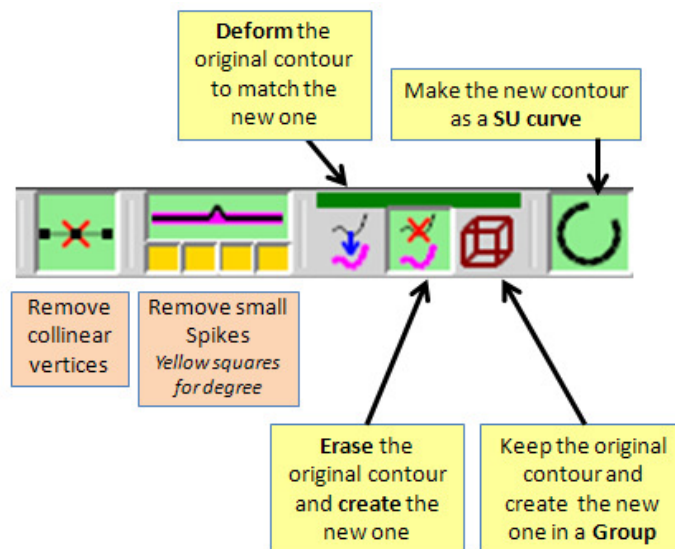 Deform the
original contour
to match the
new one
Make the new contour
as a SU curve
Remove
collinear
vertices
Remove small
Spikes
Yellow squares
for degree
Erase the
original contour
and create the
new one
Keep the original
contour and
create the new
one in a Group